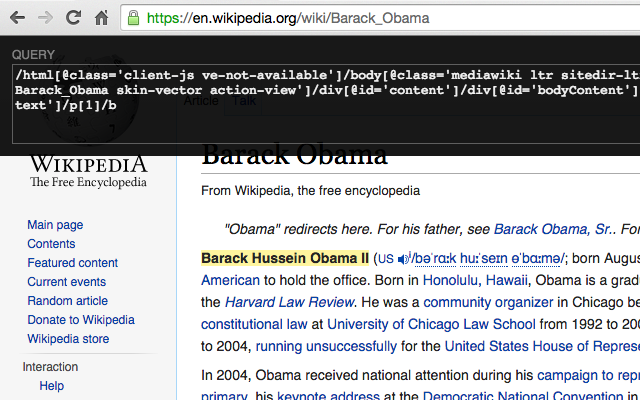 https://en.wikipedia.org/wiki/Barack_Obama
QUERY
/html[@class='client-js ve-not-available']/body[@class='mediawiki ltr sitedir-lt
Barack_Obama skin-vector action-view']/div[@id='content']/div[@id='bodyContent']
text']/p[1]/b
Article Talk
WIKIPEDIA
The Free Encyclopedia
Main page
Contents
Featured content
Current events
Random article
Donate to Wikipedia
Wikipedia store
Interaction
Help
Barack Obama
From Wikipedia, the free encyclopedia
"Obama" redirects here. For his father, see Barack Obama, Sr.. For
Barack Hussein Obama II (US /bəˈrɑːk huːˈseɪn oʊˈbɑːmə/; born Augus
American to hold the office. Born in Honolulu, Hawaii, Obama is a grad
the Harvard Law Review. He was a community organizer in Chicago be
constitutional law at University of Chicago Law School from 1992 to 200
to 2004, running unsuccessfully for the United States House of Represe
In 2004, Obama received national attention during his campaign to repr
primary, his keynote address at the Democratic National Convention in